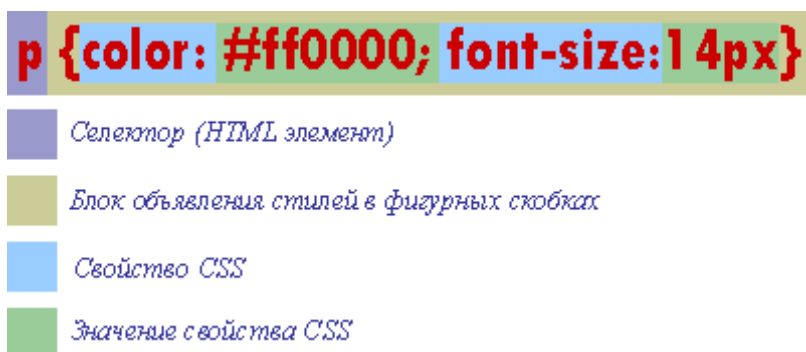 p {color: #ff0000; font-size:14px}
Селектор (HTML элемент)
Блок объявления стилей в фигурных скобках
Свойство CSS
Значение свойства CSS